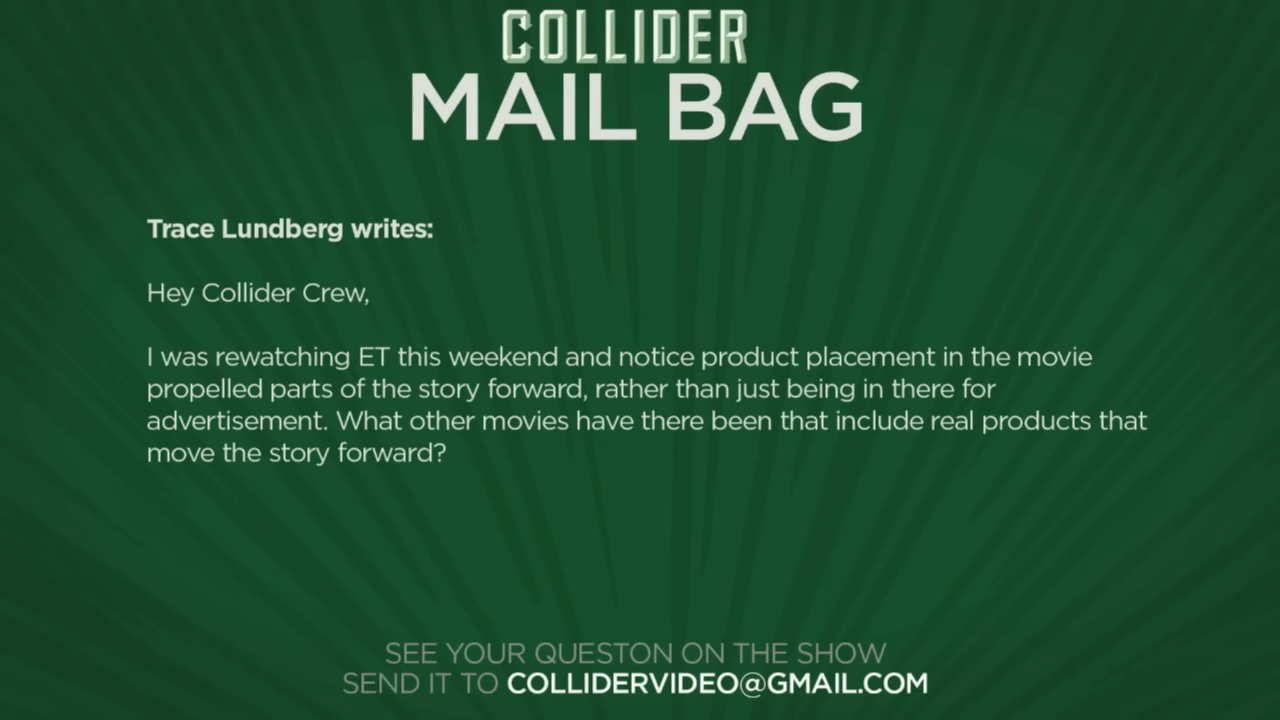 COLLIDER
MAIL BAG
Trace Lundberg writes:
Hey Collider Crew,
I was rewatching ET this weekend and notice product placement in the movie
propelled parts of the story forward, rather than just being in there for
advertisement. What other movies have there been that include real products that
move the story forward?
SEE YOUR QUESTON ON THE SHOW
SEND IT TO COLLIDERVIDEO@GMAIL.COM